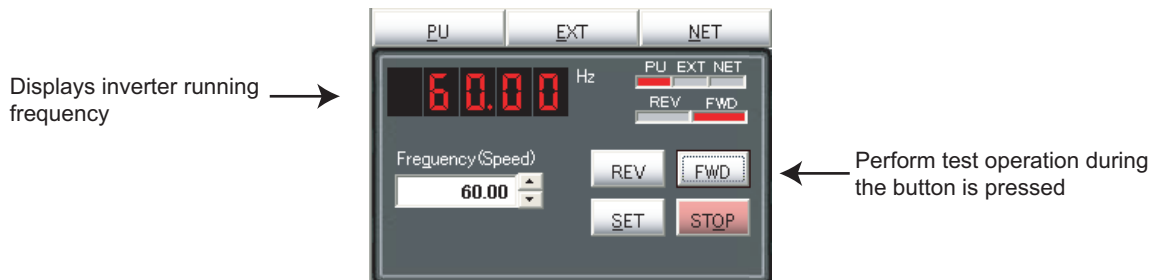 PU EXT NET
Displays inverter running
frequency
60.00 Hz
PU EXT NET
REV FWD
Frequency(Speed)
60.00
REV FWD
SET STOP
Perform test operation during
the button is pressed